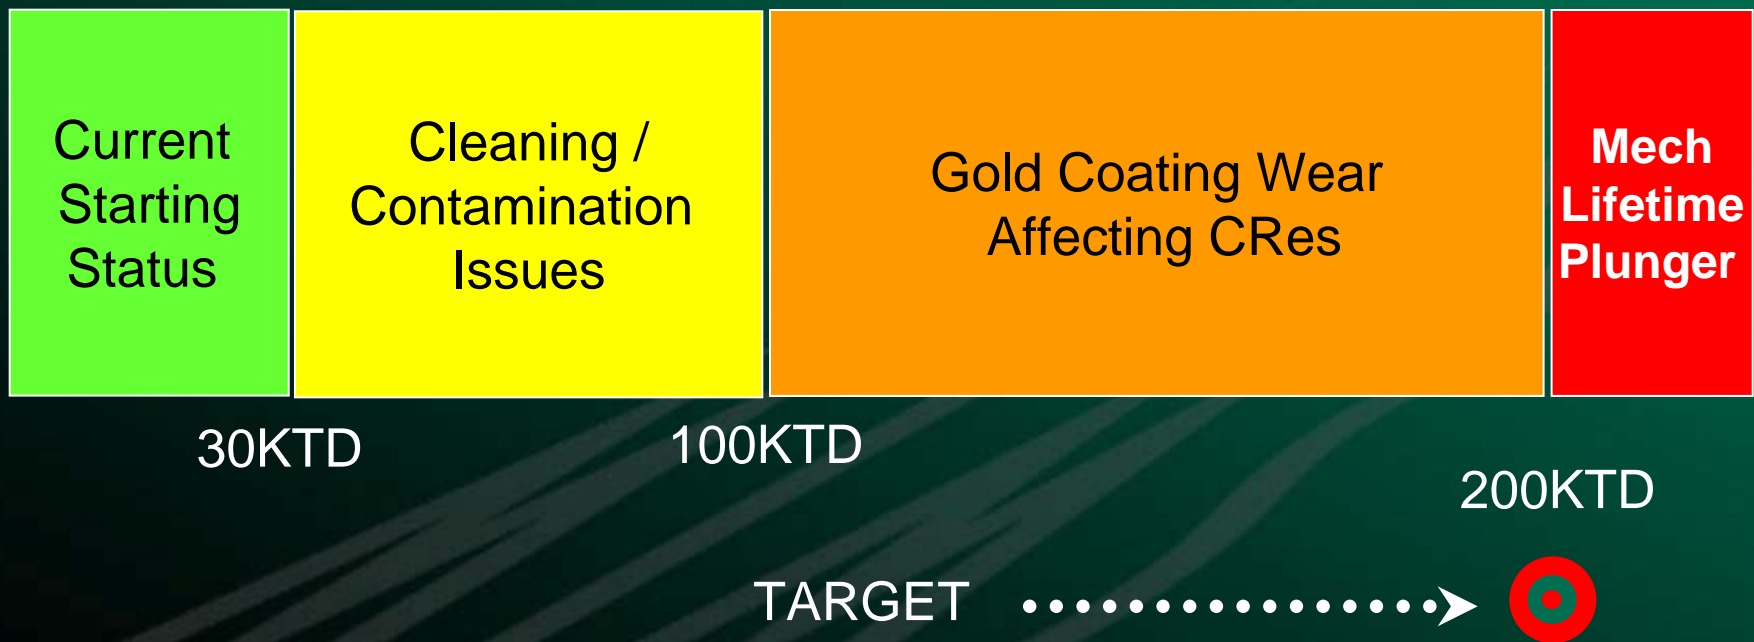 Current
Starting
Status
Cleaning /
Contamination
Issues
Gold Coating Wear
Affecting CRes
Mech
Lifetime
Plunger
30KTD
100KTD
200KTD
TARGET